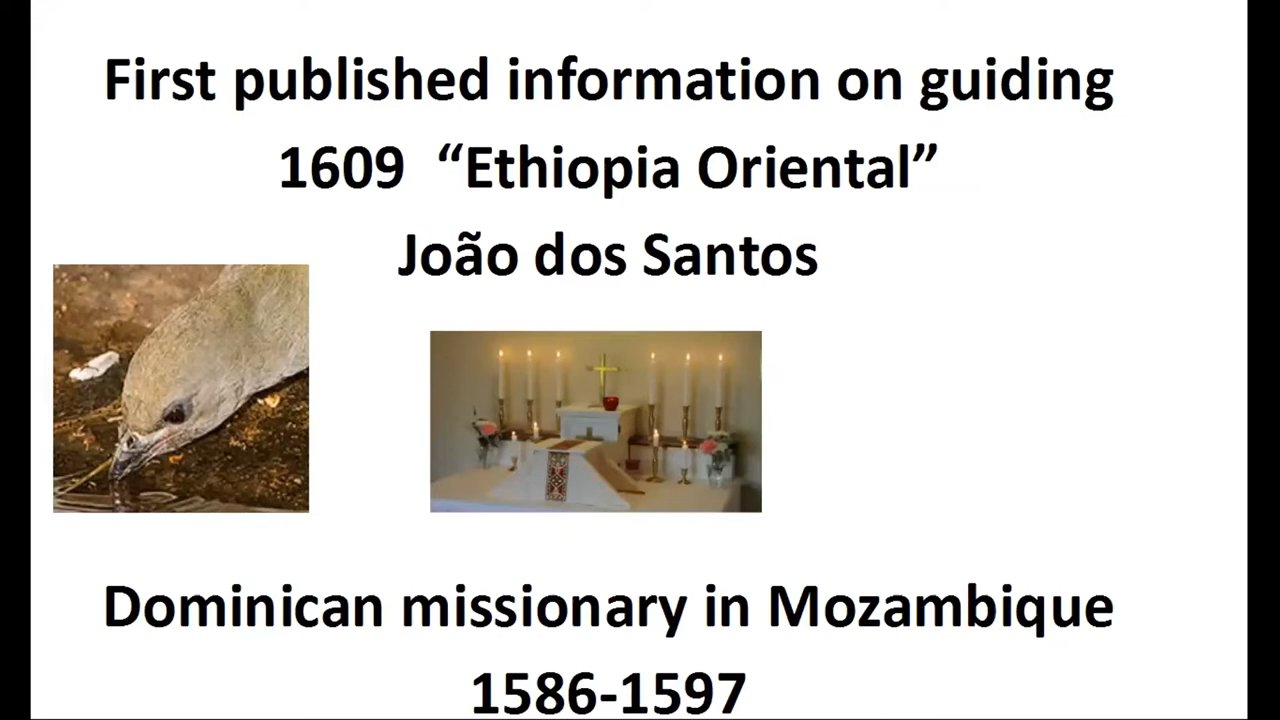 First published information on guiding
1609 “Ethiopia Oriental”
João dos Santos
Dominican missionary in Mozambique
1586-1597